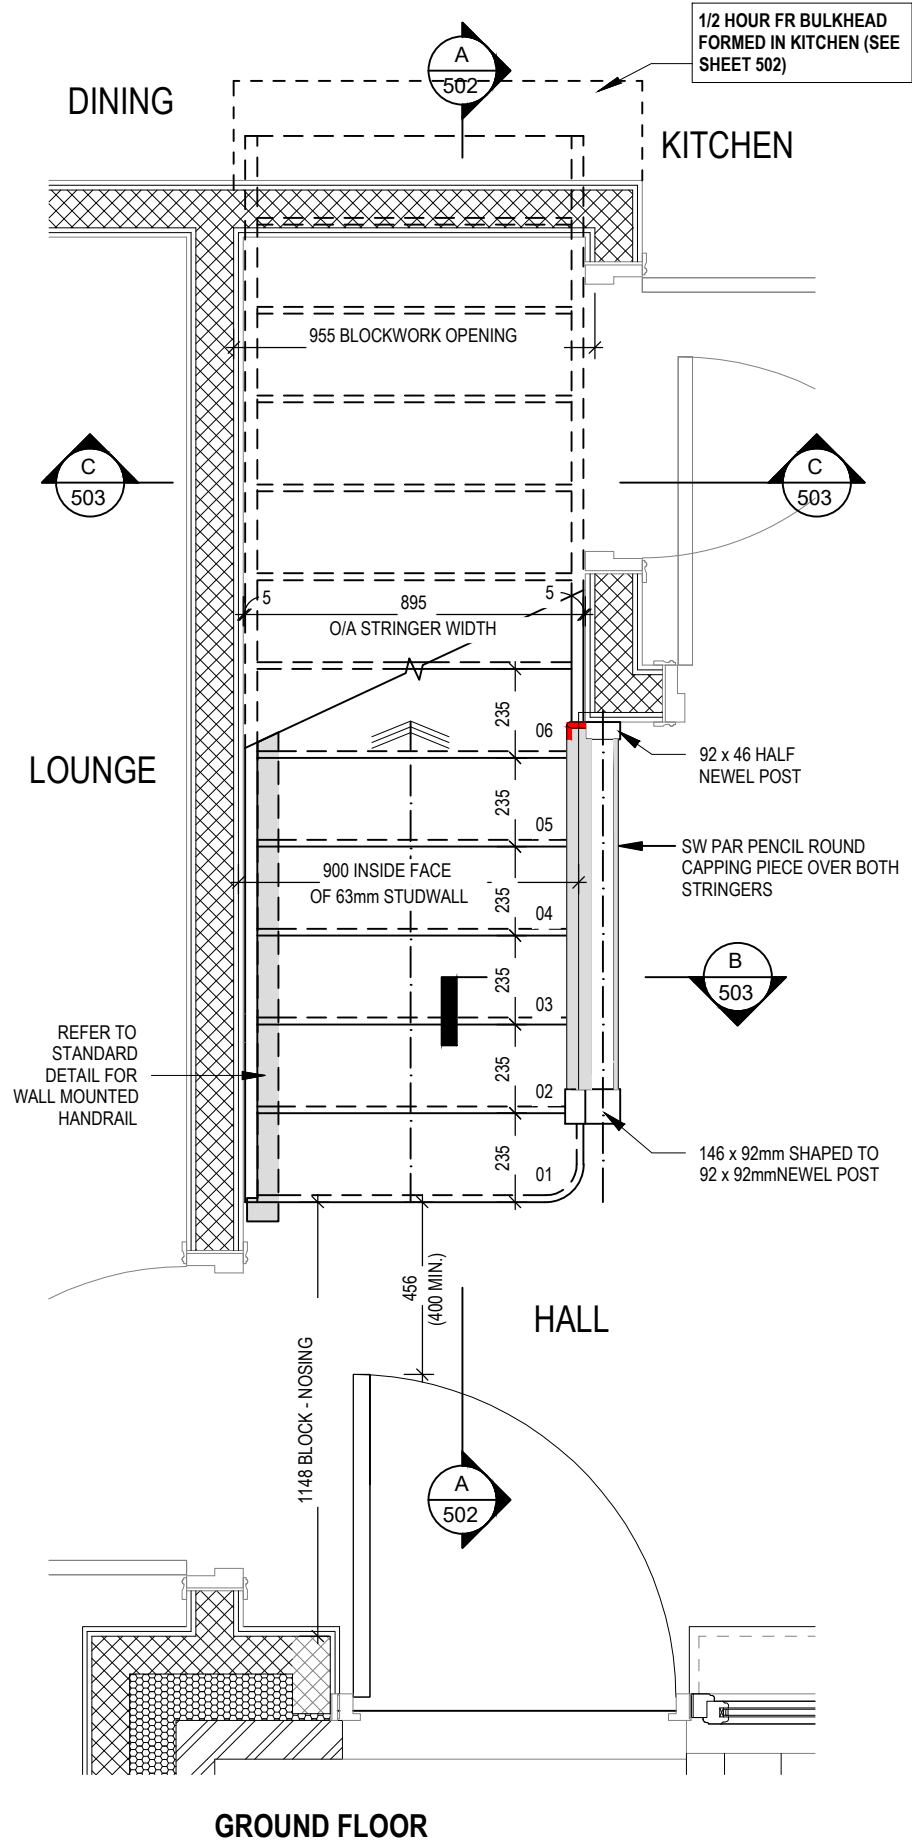 1/2 HOUR FR BULKHEAD
FORMED IN KITCHEN (SEE
SHEET 502)
A
502
DINING
KITCHEN
955 BLOCKWORK OPENING
C
503
C
503
5
895
5
O/A STRINGER WIDTH
235
06
LOUNGE
92 x 46 HALF
NEWEL POST
235
05
SW PAR PENCIL ROUND
CAPPING PIECE OVER BOTH
STRINGERS
900 INSIDE FACE
OF 63mm STUDWALL
235
04
B
503
235
03
REFER TO
STANDARD
DETAIL FOR
WALL MOUNTED
HANDRAIL
235
02
146 x 92mm SHAPED TO
92 x 92mmNEWEL POST
235
01
456
(400 MIN.)
HALL
1148 BLOCK - NOSING
A
502
GROUND FLOOR